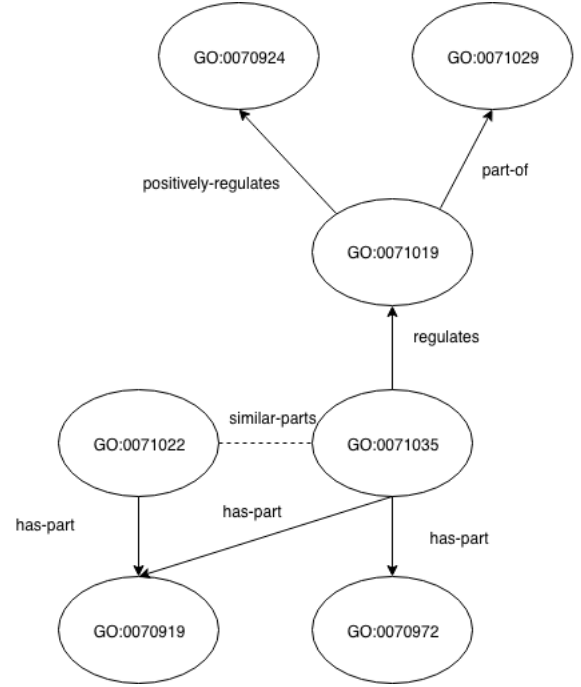 GO:0070924
GO:0071029
positively-regulates
part-of
GO:0071019
regulates
similar-parts
GO:0071022
GO:0071035
has-part
has-part
has-part
GO:0070919
GO:0070972